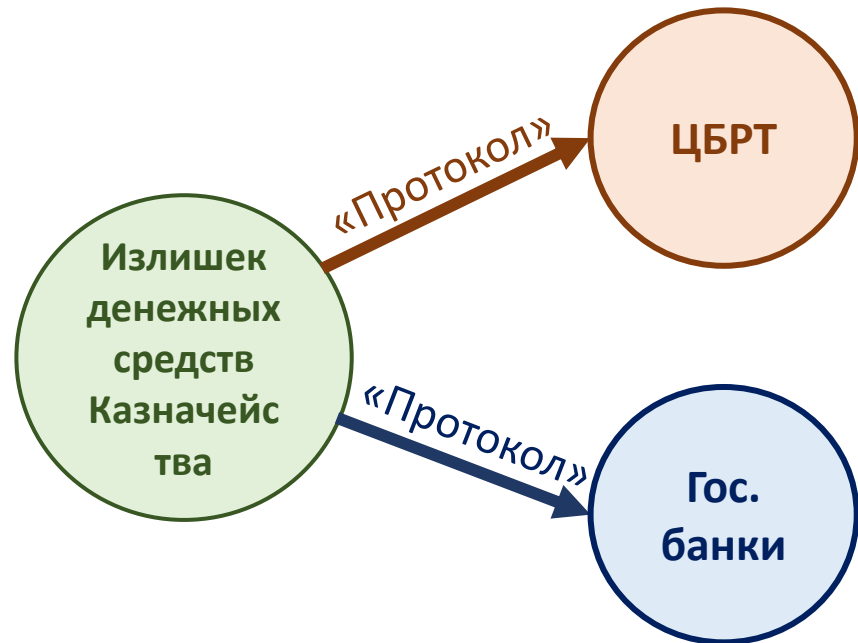 «Протокол»
ЦБРТ
Излишек
денежных
средств
Казначейс
тва
«Протокол»
Гос.
банки